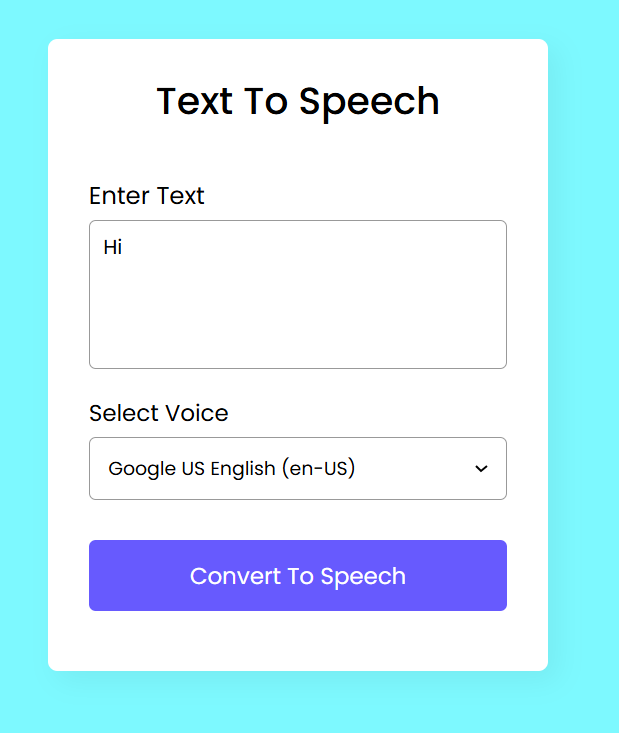 Text To Speech
Enter Text
Hi
Select Voice
Google US English (en-US)
Convert To Speech